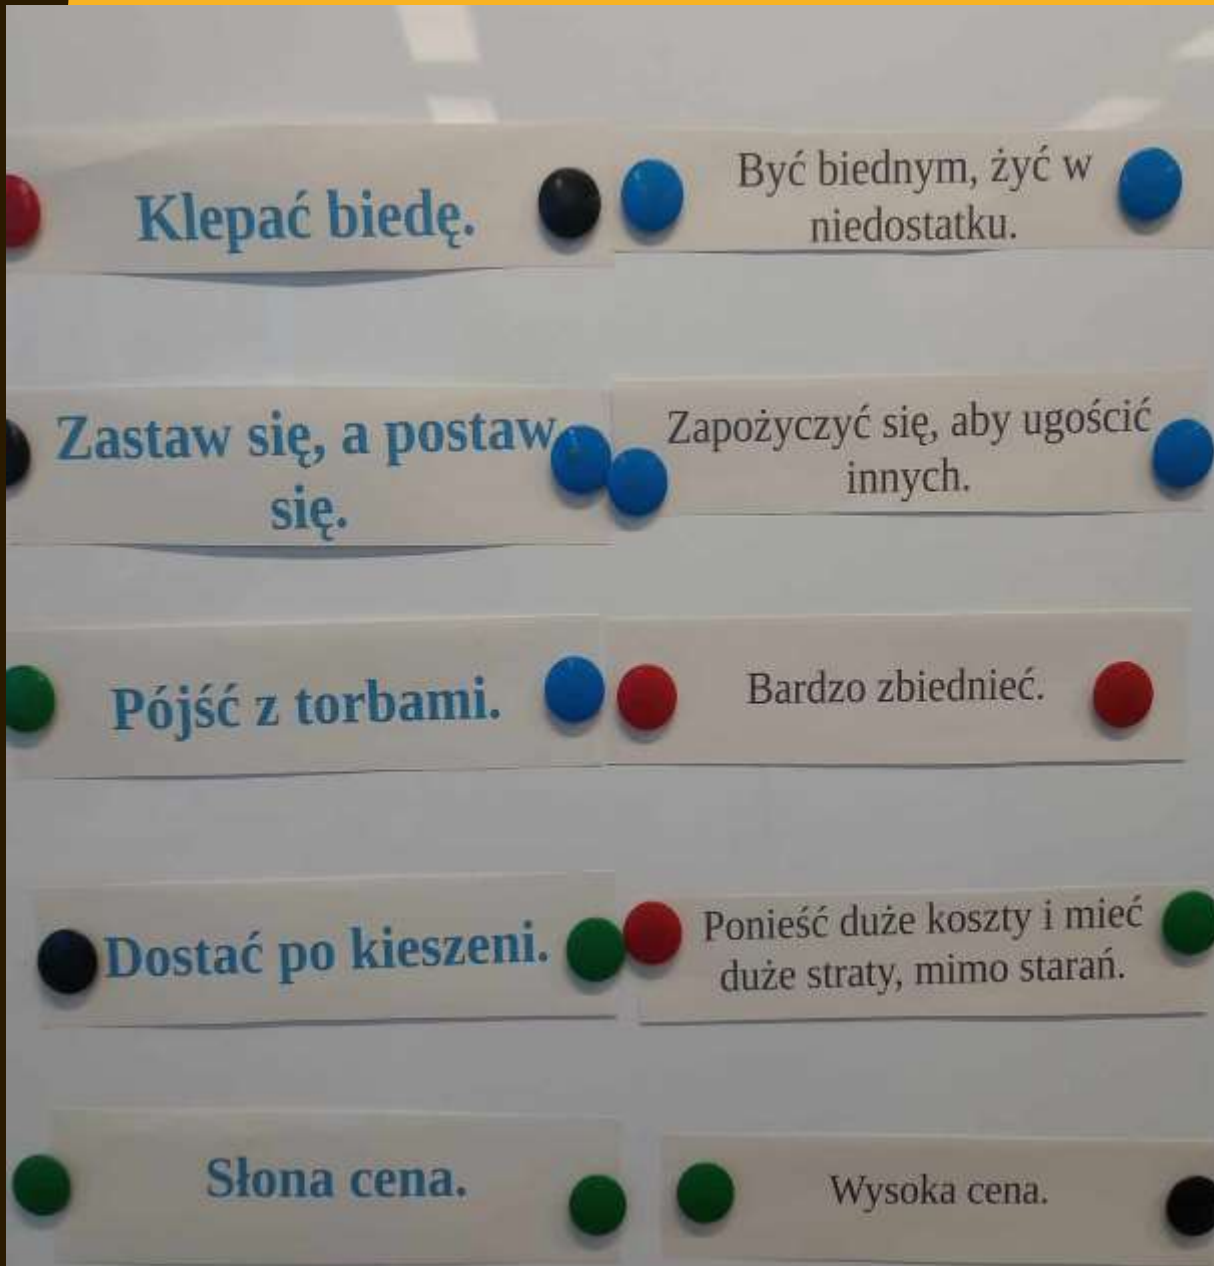 Klepać biedę.
Być biednym, żyć w
niedostatku.
Zastaw się, a postaw
się.
Zapożyczyć się, aby ugościć
innych.
Pójść z torbami.
Bardzo zbiednieć.
Dostać po kieszeni.
Ponieść duże koszty i mieć
duże straty, mimo starań.
Słona cena.
Wysoka cena.